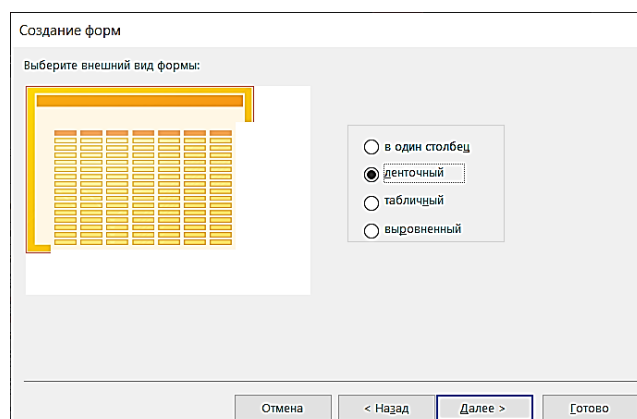 Создание форм
Выберите внешний вид формы:
в один столбец
ленточный
табличный
выровненный
Отмена
< Назад
Далее >
Готово